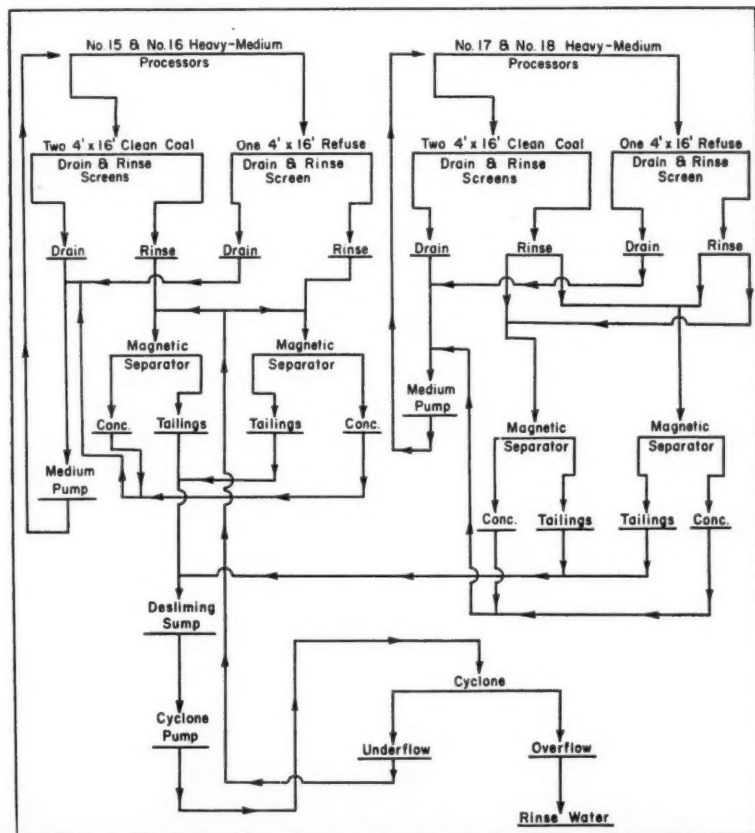 No. 15 & No. 16 Heavy-Medium
Processors
No. 17 & No. 18 Heavy-Medium
Processors
Two 4' x 16' Clean Coal
Drain & Rinse
Screens
One 4' x 16' Refuse
Drain & Rinse
Screen
Two 4' x 16' Clean Coal
Drain & Rinse
Screens
One 4' x 16' Refuse
Drain & Rinse
Screen
Drain
Rinse
Drain
Rinse
Drain
Rinse
Drain
Rinse
Magnetic
Separator
Magnetic
Separator
Medium
Pump
Conc.
Tailings
Tailings
Conc.
Magnetic
Separator
Magnetic
Separator
Medium
Pump
Conc.
Tailings
Tailings
Conc.
Desliming
Sump
Cyclone
Cyclone
Pump
Underflow
Overflow
Rinse Water